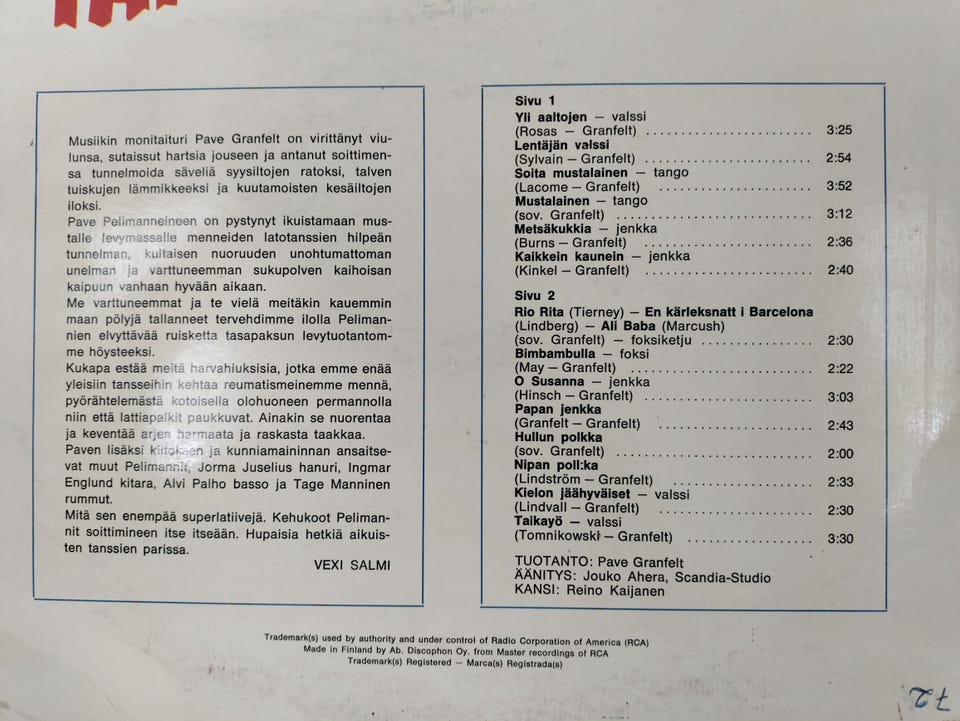 Musiikin monitaituri Pave Granfelt on virittänyt viu-
lunsa, sutaissut hartsia jouseen ja antanut soittimen-
sa tunnelmoida säveliä syysiltojen ratoksi, talven
tuiskujen lämmikkeeksi ja kuutamoisten kesäiltojen
iloksi.
Pave Pelimanneineen on pystynyt ikuistamaan mus-
talle levymassalle menneiden latotanssien hilpeän
tunnelman, kultaisen nuoruuden unohtumattoman
unelman ja varttuneemman sukupolven kaihoisan
kaipuun vanhaan hyvään aikaan.
Me varttuneemmat ja te vielä meitäkin kauemmin
maan pölyjä tallanneet tervehdimme ilolla Peliman-
nien elvyttävää ruisketta tasapaksun levytuotantom-
me höysteeksi.
Kukapa estää meitä harvahiuksisia, jotka emme enää
yleisiin tansseihin kehtaa reumatismeinemme mennä,
pyörähtelemästä kotoisella olohuoneen permannolla
niin että lattiapalkit paukkuvat. Ainakin se nuorentaa
ja keventää arjen harmaata ja raskasta taakkaa.
Paven lisäksi kiitoksen ja kunniamaininnan ansaitse-
vat muut Pelimannit, Jorma Juselius hanuri, Ingmar
Englund kitara, Alvi Palho basso ja Tage Manninen
rummut.
Mitä sen enempää superlatiivejä. Kehukoot Peliman-
nit soittimineen itse itseään. Hupaisia hetkiä aikuis-
ten tanssien parissa.
VEXI SALMI
Sivu 1
Yli aaltojen – valssi
(Rosas – Granfelt) ........................ 3:25
Lentäjän valssi
(Sylvain – Granfelt) ........................ 2:54
Soita mustalainen – tango
(Lacome – Granfelt) ........................ 3:52
Mustalainen – tango
(sov. Granfelt) ........................ 3:12
Metsäkukkia – jenkka
(Burns – Granfelt) ........................ 2:36
Kaikkein kaunein – jenkka
(Kinkel – Granfelt) ........................ 2:40
Sivu 2
Rio Rita (Tierney) – En kärleksnatt i Barcelona
(Lindberg) – Ali Baba (Marcush)
(sov. Granfelt) – foksiketju ............... 2:30
Bimbambulla – foksi
(May – Granfelt) ........................ 2:22
O Susanna – jenkka
(Hinsch – Granfelt) ........................ 3:03
Papan jenkka
(Granfelt – Granfelt) ........................ 2:43
Hullun polkka
(sov. Granfelt) ........................ 2:00
Nipan poll:ka
(Lindström – Granfelt) ..................... 2:33
Kielon jäähyväiset – valssi
(Lindvall – Granfelt) ..................... 2:30
Taikayö – valssi
(Tomnikowski – Granfelt) .................. 3:30
TUOTANTO: Pave Granfelt
ÄÄNITYS: Jouko Ahera, Scandia-Studio
KANSI: Reino Kaijanen
Trademark(s) used by authority and under control of Radio Corporation of America (RCA)
Made in Finland by Ab. Discophon Oy. from Master recordings of RCA
Trademark(s) Registered – Marca(s) Registrada(s)